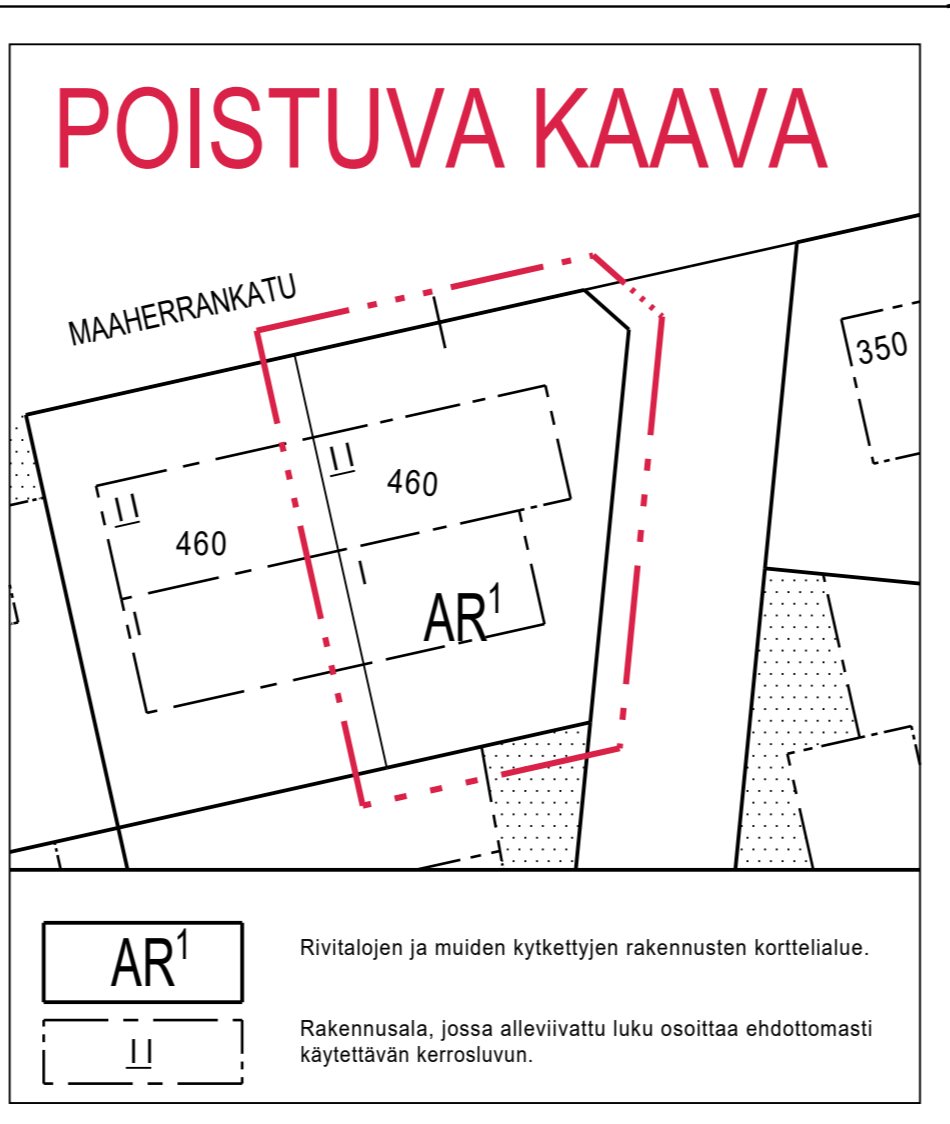 POISTUVA KAAVA
MAAHERRANKATU
350
II
460
II
460
I
I
AR¹
AR¹
Rivitalojen ja muiden kytkettyjen rakennusten korttelialue.
II
Rakennusala, jossa alleviivattu luku osoittaa ehdottomasti
käytettävän kerrosluvun.